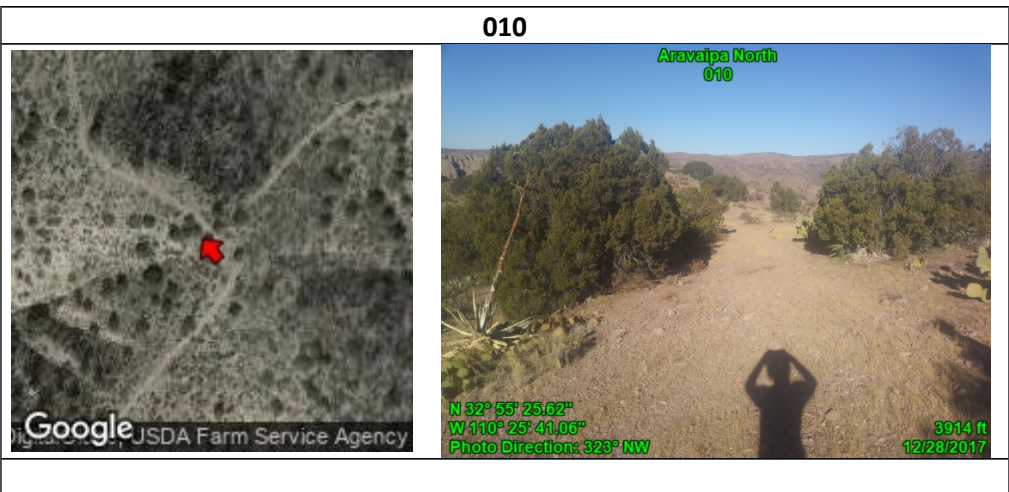 010
Aravaipa North
010
Google
USDA Farm Service Agency
N 32° 55' 25.62"
W 110° 25' 41.06"
Photo Direction: 323° NW
3914 ft
12/28/2017